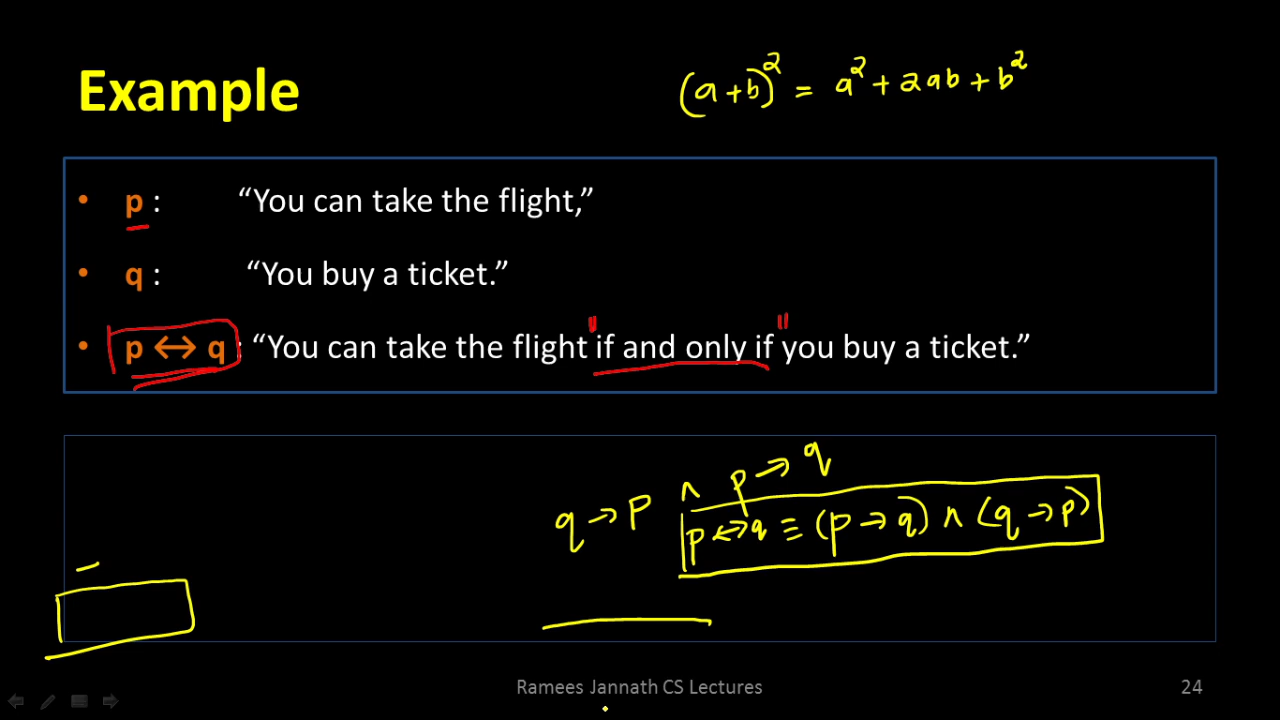 Example
(a+b)² = a² + 2ab + b²
• p : “You can take the flight,”
• q : “You buy a ticket.”
• p ↔ q : “You can take the flight "if and only if" you buy a ticket.”
q → p ∧ p → q
p ↔ q ≡ (p → q) ∧ (q → p)
Ramees Jannath CS Lectures 24